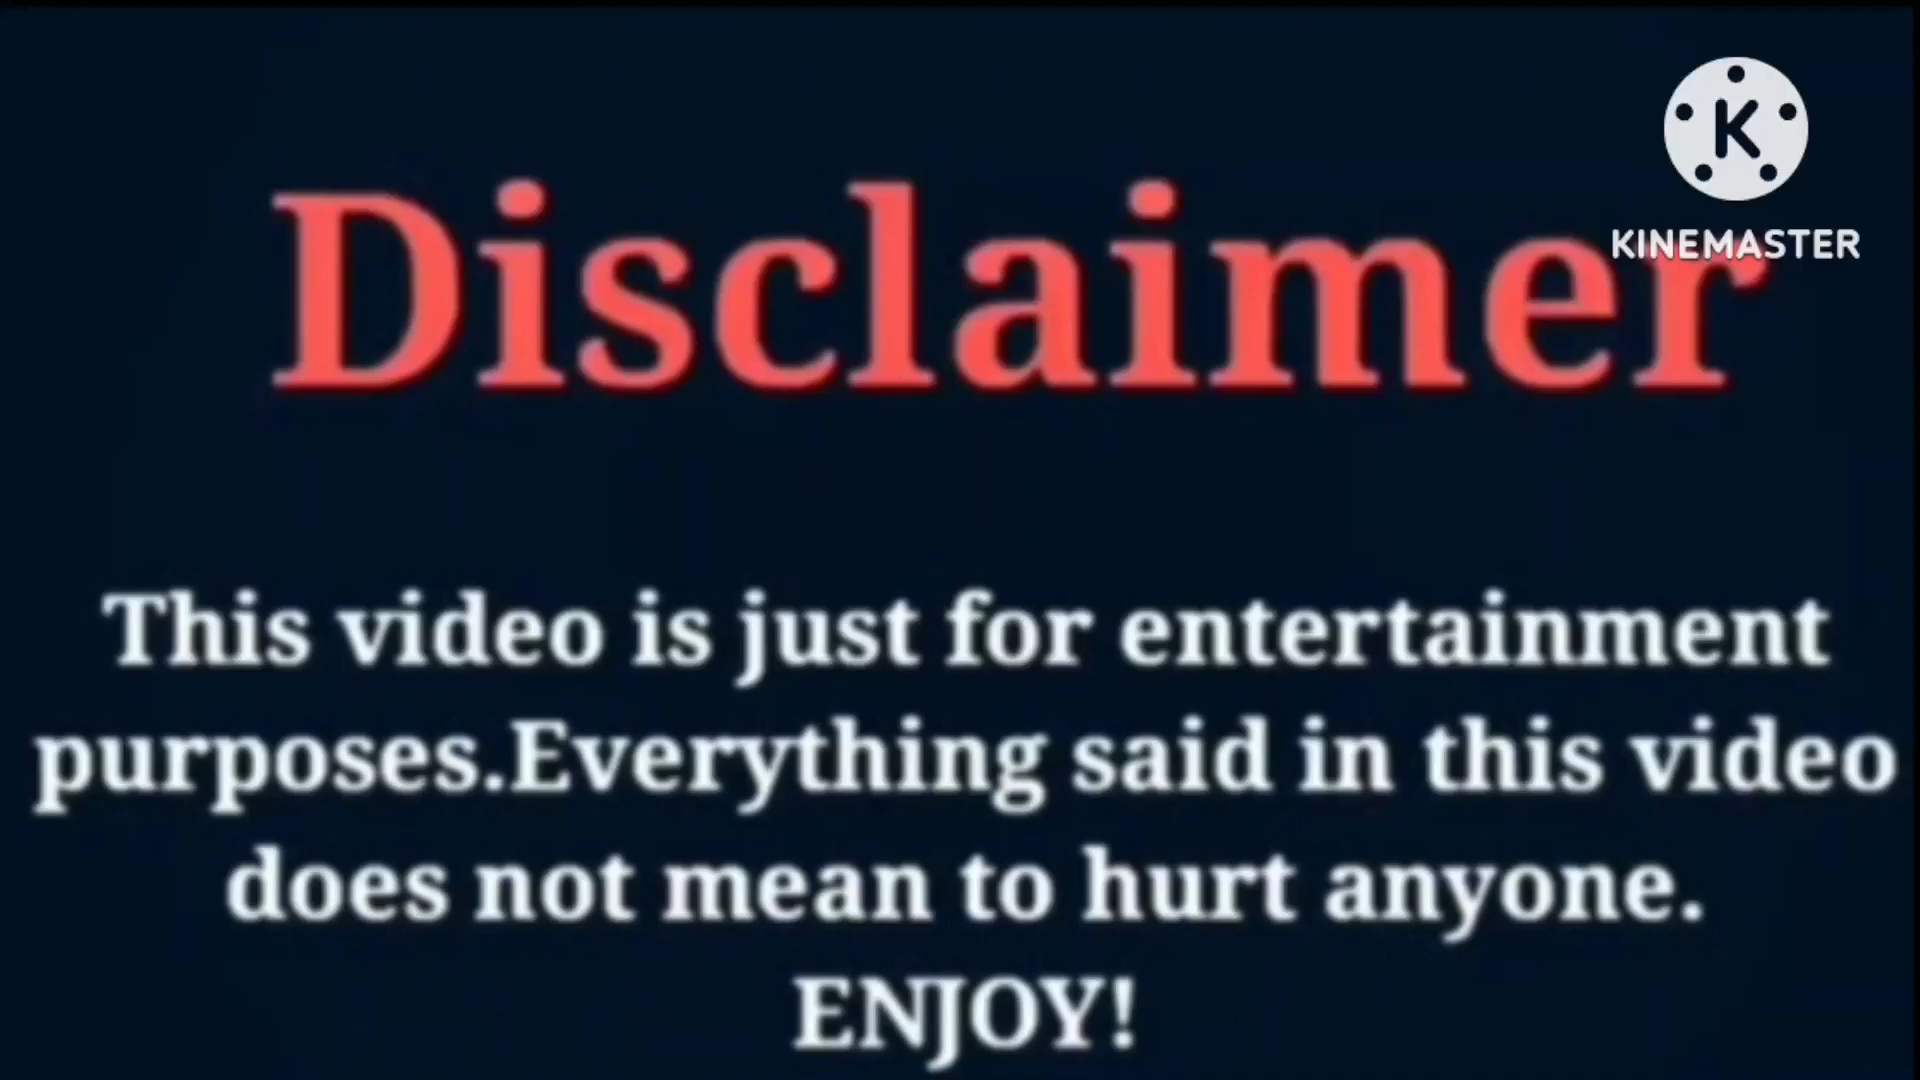 K
KINEMASTER
Disclaimer
This video is just for entertainment
purposes.Everything said in this video
does not mean to hurt anyone.
ENJOY!